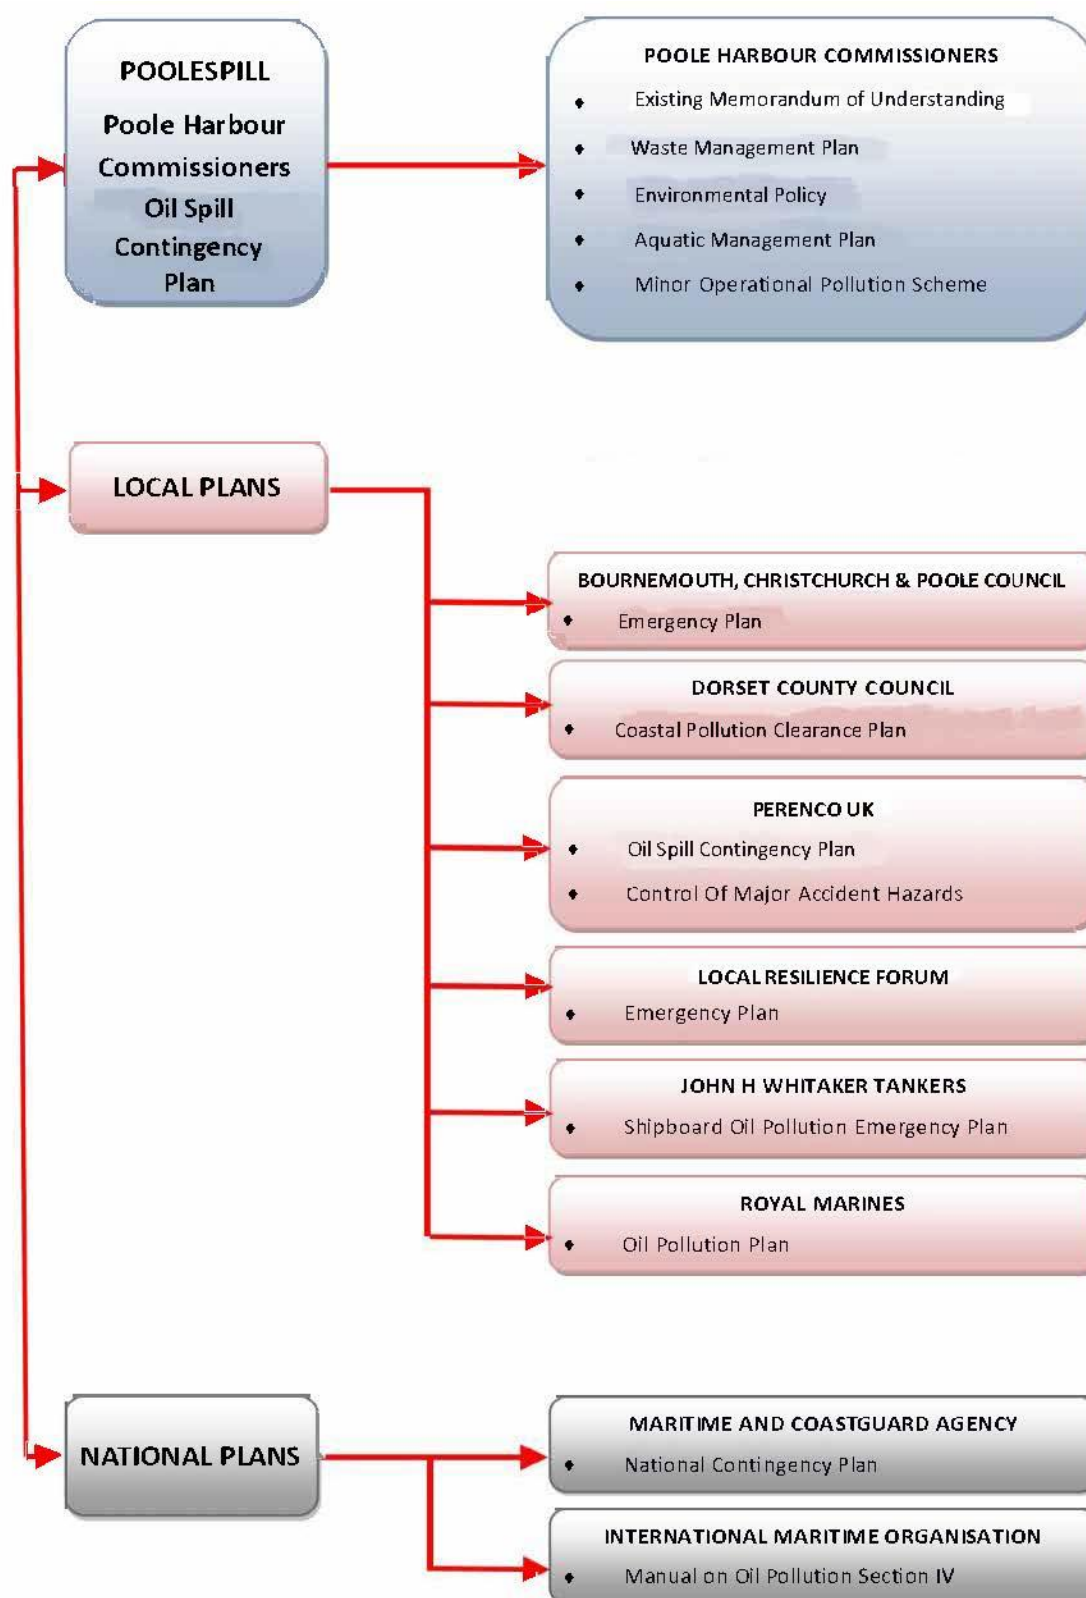 POOLESPILL
Poole Harbour
Commissioners
Oil Spill
Contingency
Plan
POOLE HARBOUR COMMISSIONERS
♦ Existing Memorandum of Understanding
♦ Waste Management Plan
♦ Environmental Policy
♦ Aquatic Management Plan
♦ Minor Operational Pollution Scheme
LOCAL PLANS
BOURNEMOUTH, CHRISTCHURCH & POOLE COUNCIL
♦ Emergency Plan
DORSET COUNTY COUNCIL
♦ Coastal Pollution Clearance Plan
PERENCO UK
♦ Oil Spill Contingency Plan
♦ Control Of Major Accident Hazards
LOCAL RESILIENCE FORUM
♦ Emergency Plan
JOHN H WHITAKER TANKERS
♦ Shipboard Oil Pollution Emergency Plan
ROYAL MARINES
♦ Oil Pollution Plan
NATIONAL PLANS
MARITIME AND COASTGUARD AGENCY
♦ National Contingency Plan
INTERNATIONAL MARITIME ORGANISATION
♦ Manual on Oil Pollution Section IV